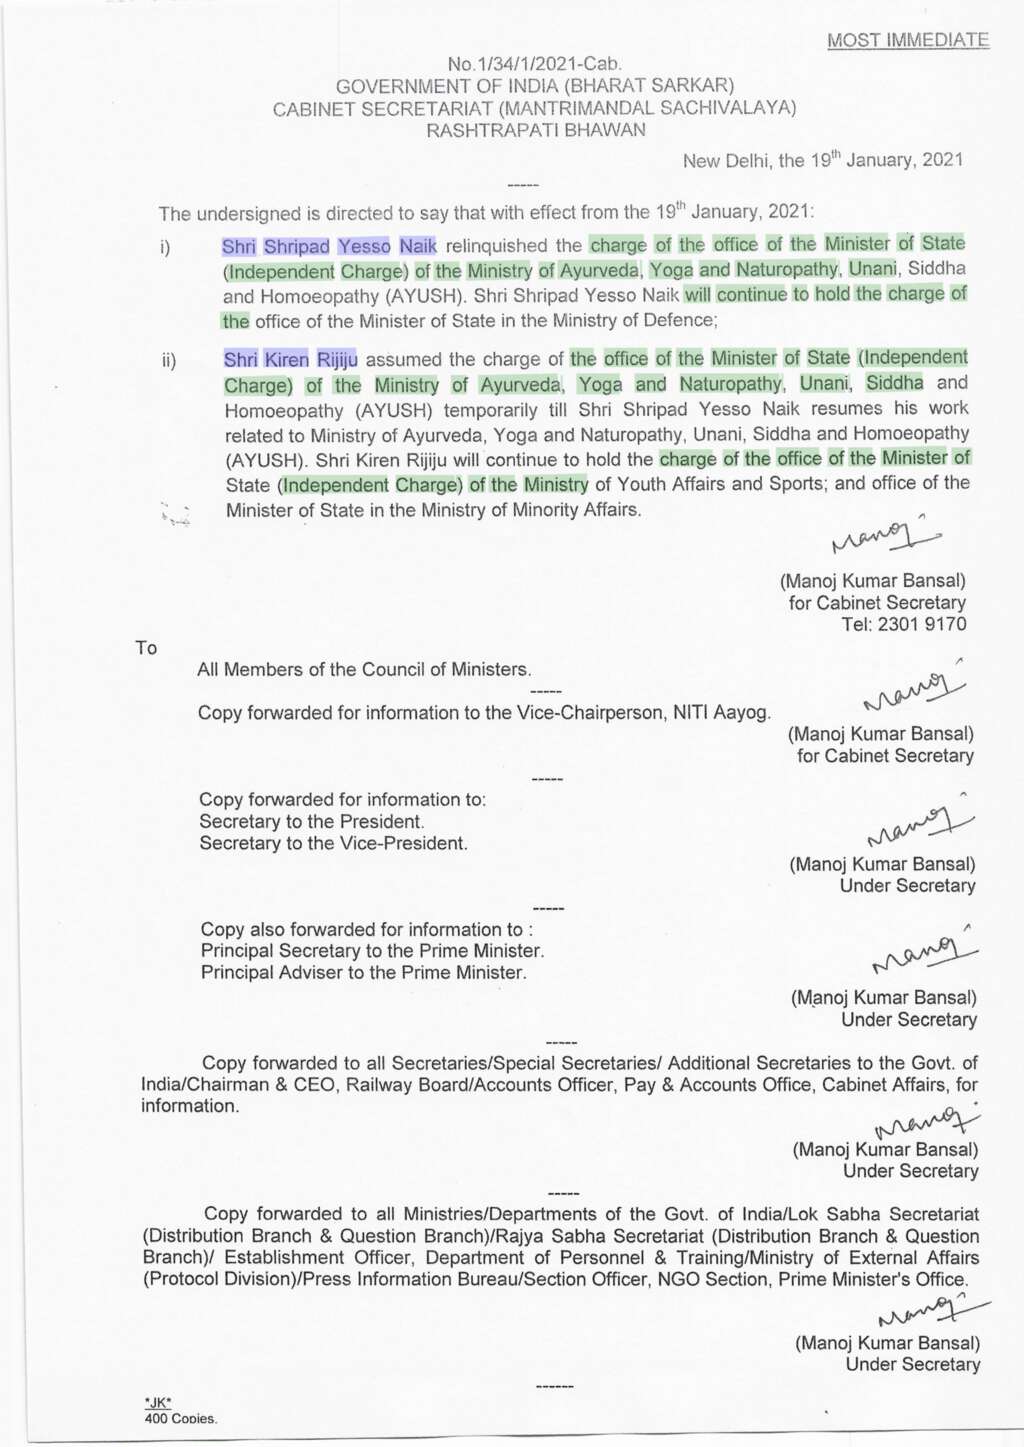 MOST IMMEDIATE
No.1/34/1/2021-Cab.
GOVERNMENT OF INDIA (BHARAT SARKAR)
CABINET SECRETARIAT (MANTRIMANDAL SACHIVALAYA)
RASHTRAPATI BHAWAN
New Delhi, the 19th January, 2021
-----
The undersigned is directed to say that with effect from the 19th January, 2021:
i) Shri Shripad Yesso Naik relinquished the charge of the office of the Minister of State
(Independent Charge) of the Ministry of Ayurveda, Yoga and Naturopathy, Unani, Siddha
and Homoeopathy (AYUSH). Shri Shripad Yesso Naik will continue to hold the charge of
the office of the Minister of State in the Ministry of Defence;
ii) Shri Kiren Rijiju assumed the charge of the office of the Minister of State (Independent
Charge) of the Ministry of Ayurveda, Yoga and Naturopathy, Unani, Siddha and
Homoeopathy (AYUSH) temporarily till Shri Shripad Yesso Naik resumes his work
related to Ministry of Ayurveda, Yoga and Naturopathy, Unani, Siddha and Homoeopathy
(AYUSH). Shri Kiren Rijiju will continue to hold the charge of the office of the Minister of
State (Independent Charge) of the Ministry of Youth Affairs and Sports; and office of the
Minister of State in the Ministry of Minority Affairs.
Manoj
(Manoj Kumar Bansal)
for Cabinet Secretary
Tel: 2301 9170
To
All Members of the Council of Ministers.
-----
Manoj
Copy forwarded for information to the Vice-Chairperson, NITI Aayog.
(Manoj Kumar Bansal)
for Cabinet Secretary
-----
Copy forwarded for information to:
Secretary to the President.
Secretary to the Vice-President.
Manoj
(Manoj Kumar Bansal)
Under Secretary
-----
Copy also forwarded for information to :
Principal Secretary to the Prime Minister.
Principal Adviser to the Prime Minister.
Manoj
(Manoj Kumar Bansal)
Under Secretary
-----
Copy forwarded to all Secretaries/Special Secretaries/ Additional Secretaries to the Govt. of
India/Chairman & CEO, Railway Board/Accounts Officer, Pay & Accounts Office, Cabinet Affairs, for
information.
Manoj
(Manoj Kumar Bansal)
Under Secretary
-----
Copy forwarded to all Ministries/Departments of the Govt. of India/Lok Sabha Secretariat
(Distribution Branch & Question Branch)/Rajya Sabha Secretariat (Distribution Branch & Question
Branch)/ Establishment Officer, Department of Personnel & Training/Ministry of External Affairs
(Protocol Division)/Press Information Bureau/Section Officer, NGO Section, Prime Minister's Office.
Manoj
(Manoj Kumar Bansal)
Under Secretary
------
*JK*
400 Copies.